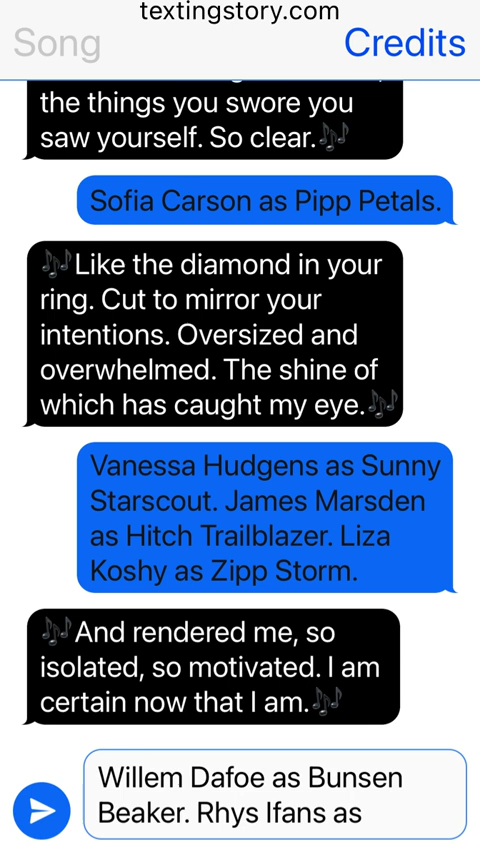 textingstory.com
Song
Credits
the things you swore you
saw yourself. So clear.🎶
Sofia Carson as Pipp Petals.
🎶Like the diamond in your
ring. Cut to mirror your
intentions. Oversized and
overwhelmed. The shine of
which has caught my eye.🎶
Vanessa Hudgens as Sunny
Starscout. James Marsden
as Hitch Trailblazer. Liza
Koshy as Zipp Storm.
🎶And rendered me, so
isolated, so motivated. I am
certain now that I am.🎶
Willem Dafoe as Bunsen
Beaker. Rhys Ifans as